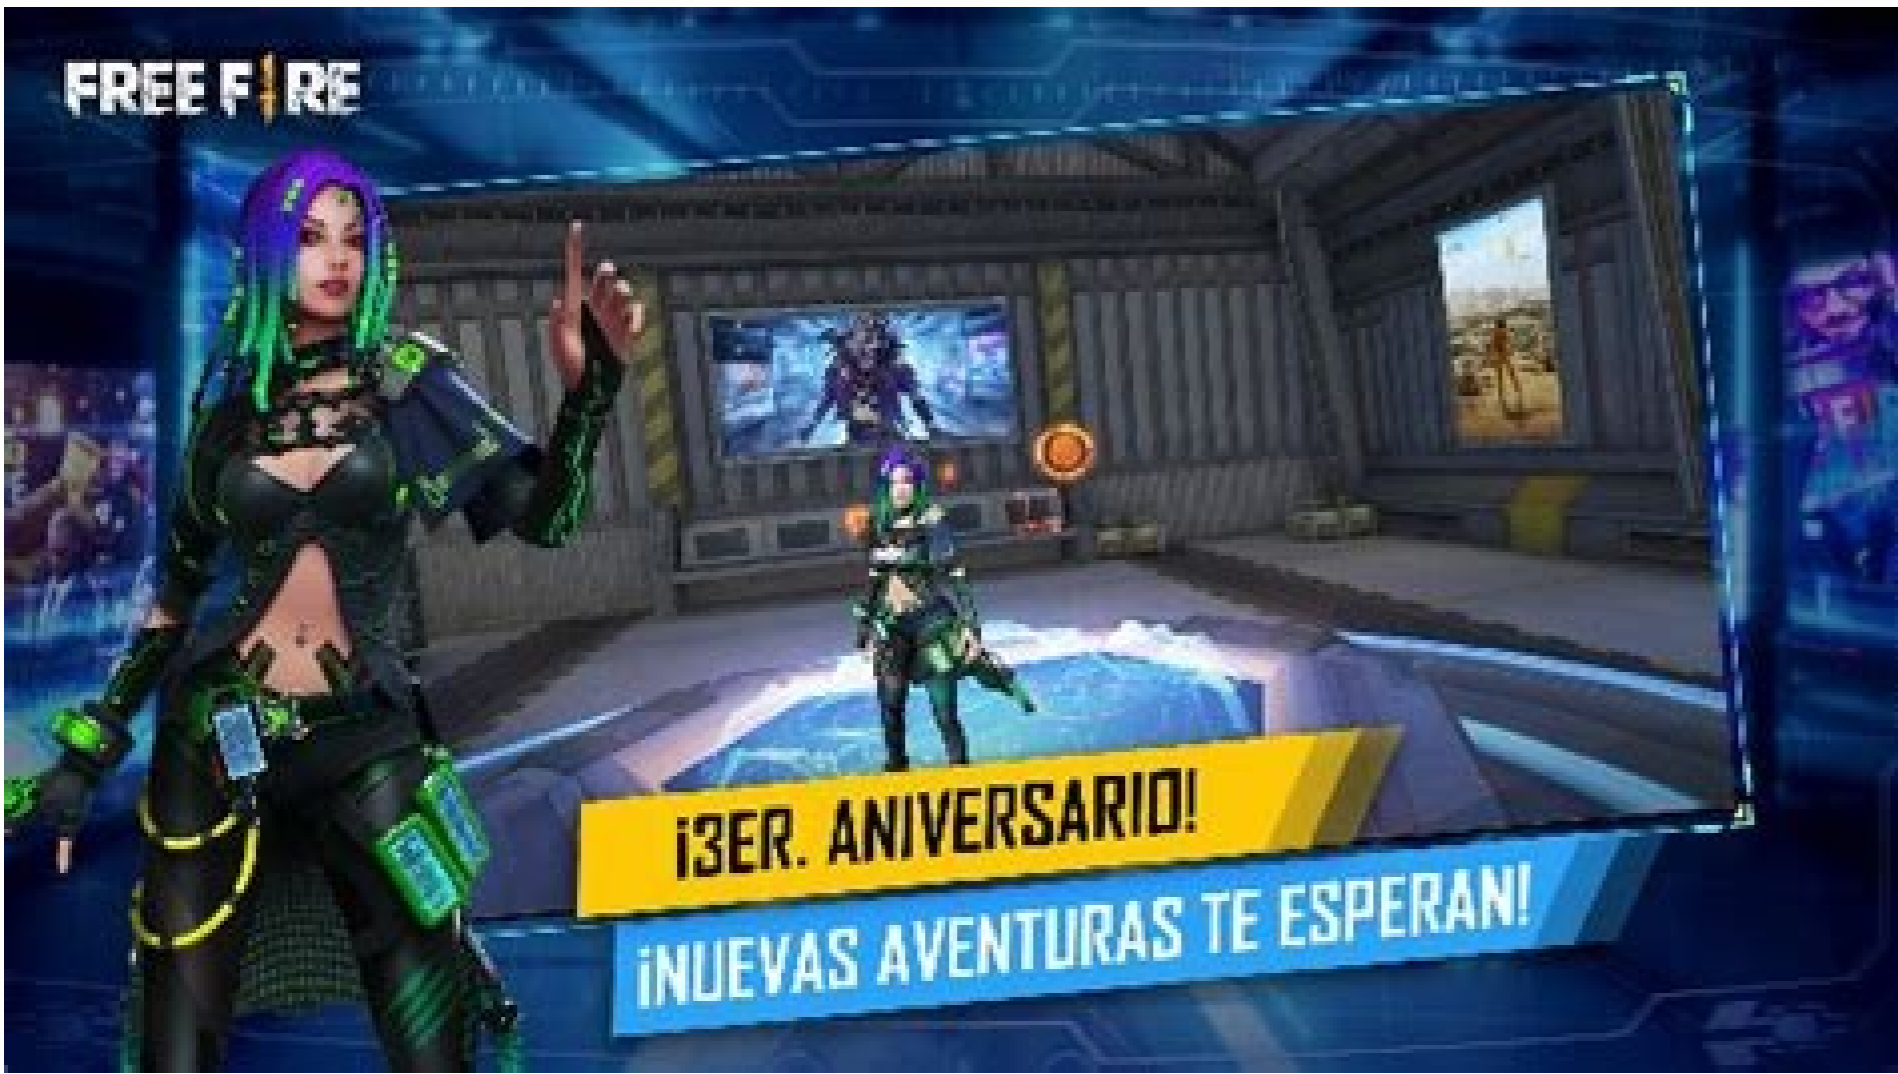 FREE FIRE
¡3ER. ANIVERSARIO!
¡NUEVAS AVENTURAS TE ESPERAN!